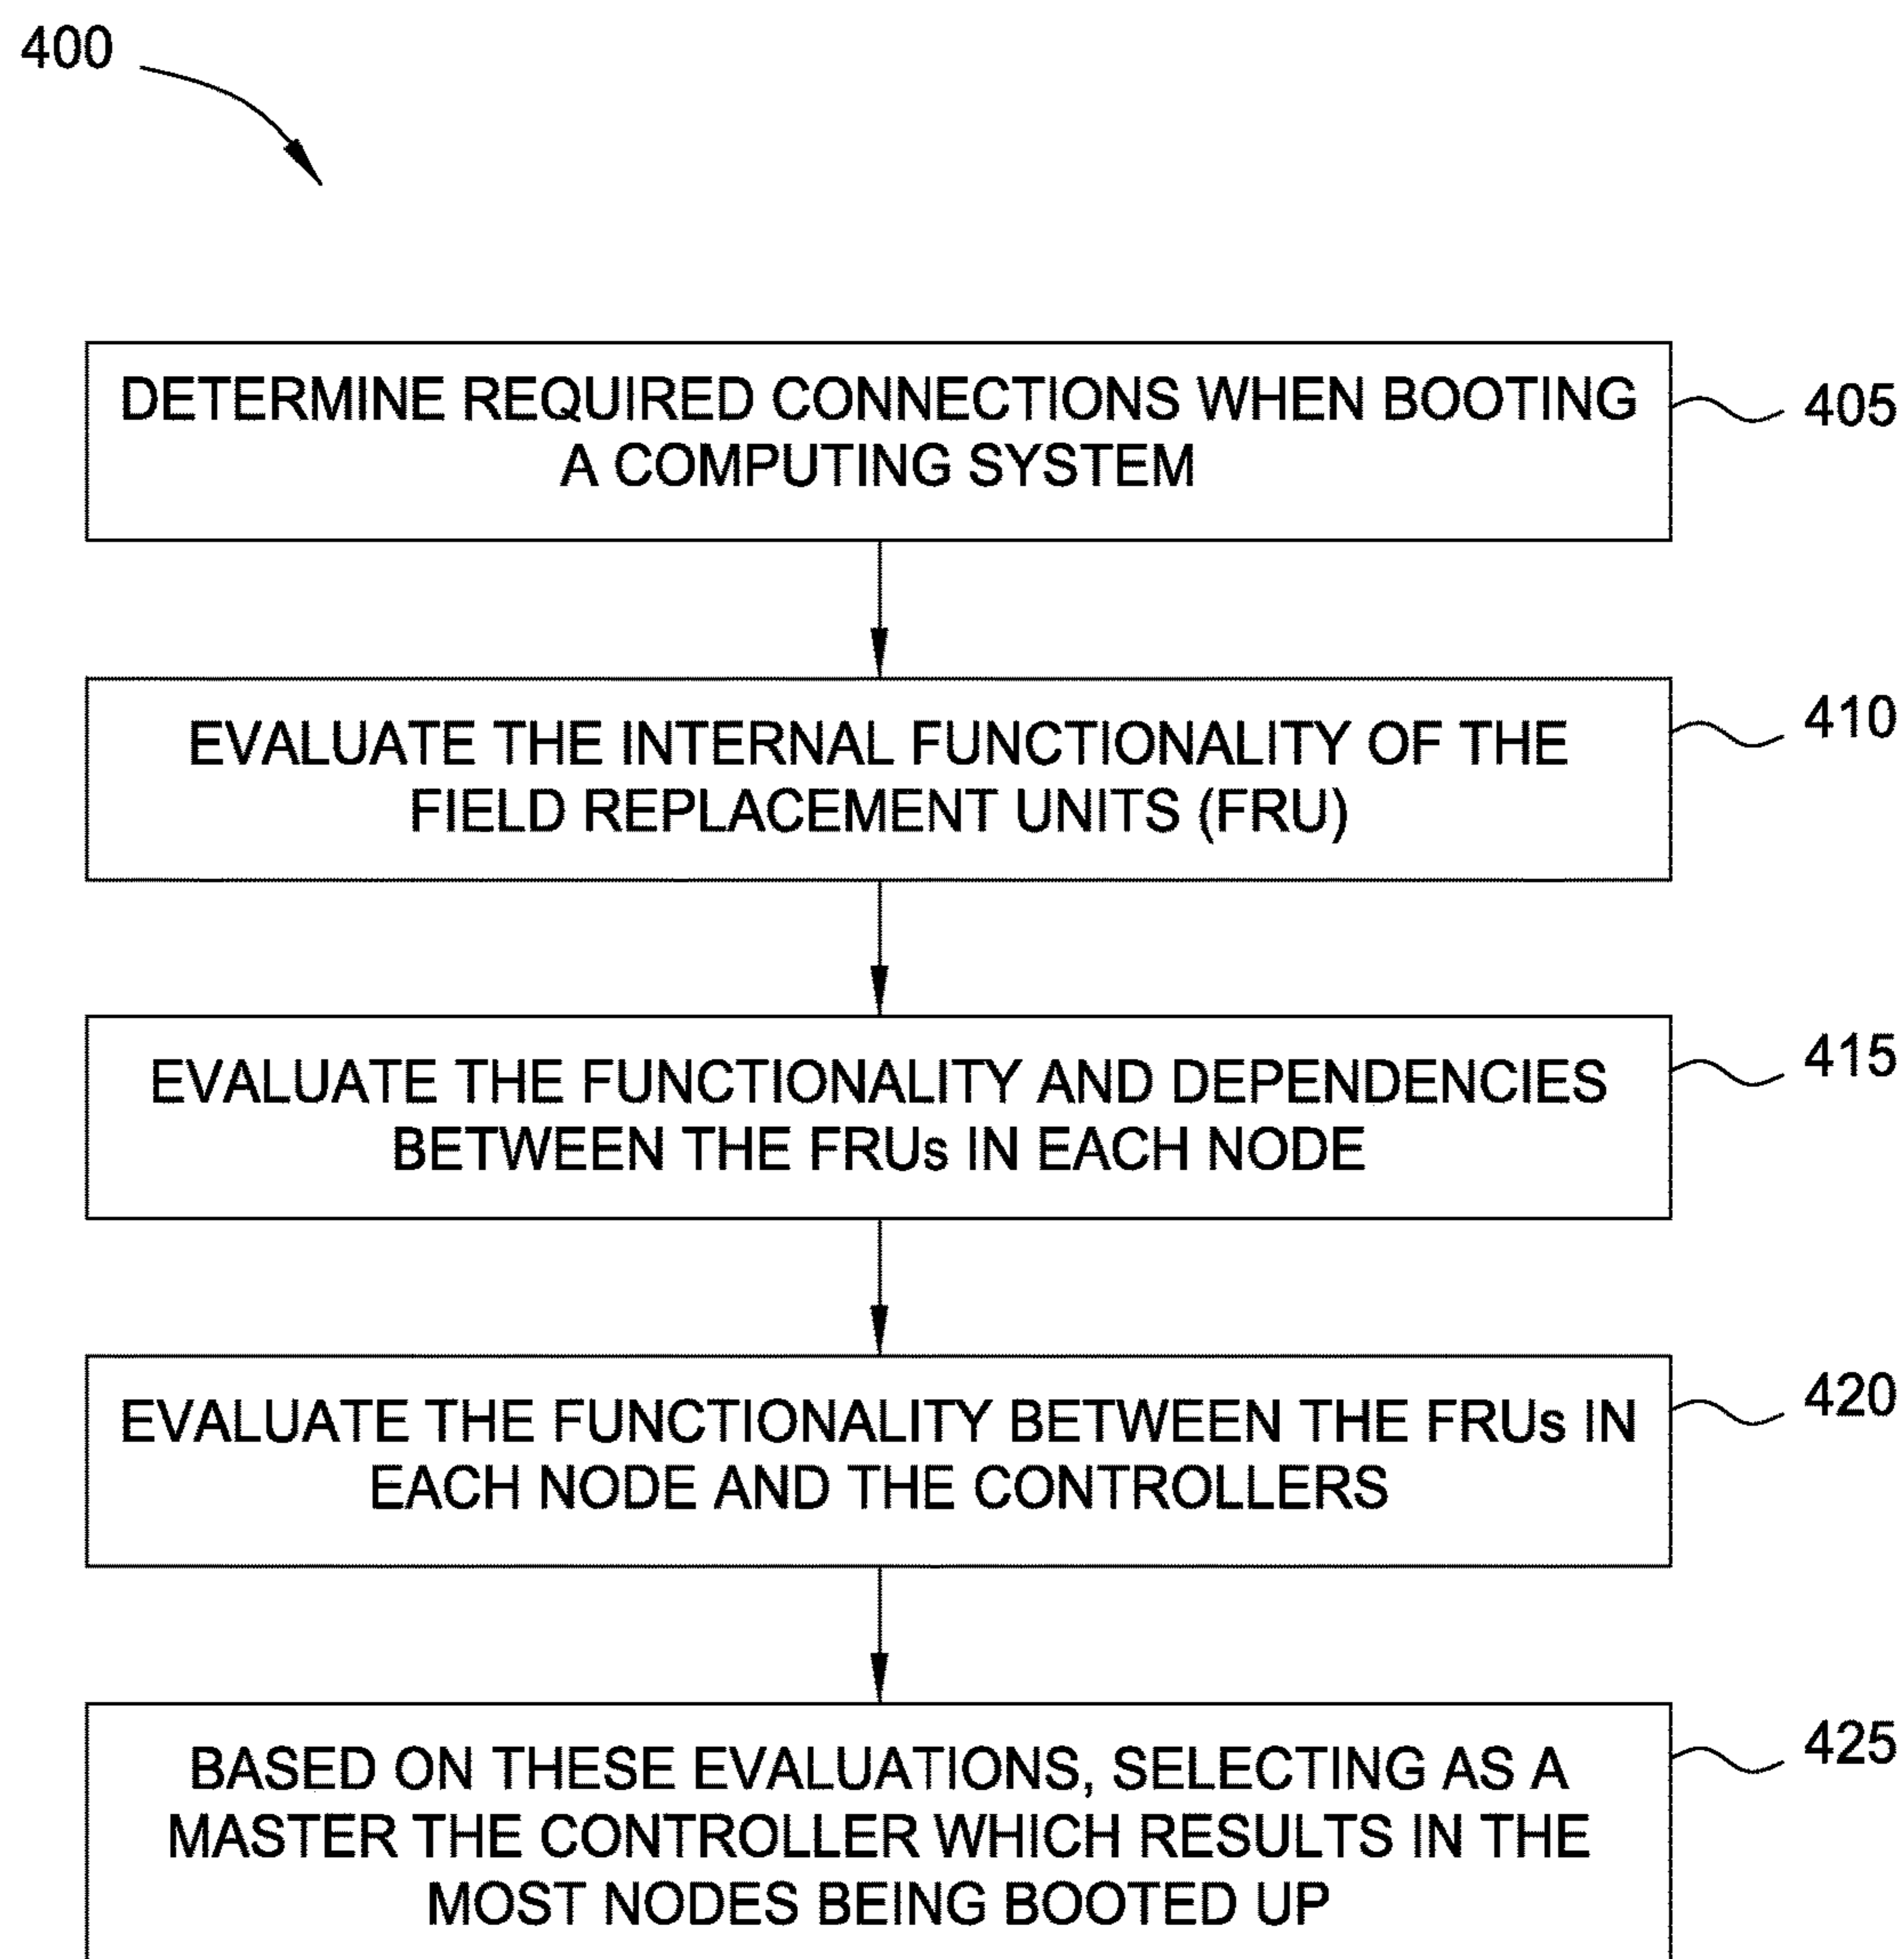 400
DETERMINE REQUIRED CONNECTIONS WHEN BOOTING
A COMPUTING SYSTEM
405
EVALUATE THE INTERNAL FUNCTIONALITY OF THE
FIELD REPLACEMENT UNITS (FRU)
410
EVALUATE THE FUNCTIONALITY AND DEPENDENCIES
BETWEEN THE FRUs IN EACH NODE
415
EVALUATE THE FUNCTIONALITY BETWEEN THE FRUs IN
EACH NODE AND THE CONTROLLERS
420
BASED ON THESE EVALUATIONS, SELECTING AS A
MASTER THE CONTROLLER WHICH RESULTS IN THE
MOST NODES BEING BOOTED UP
425